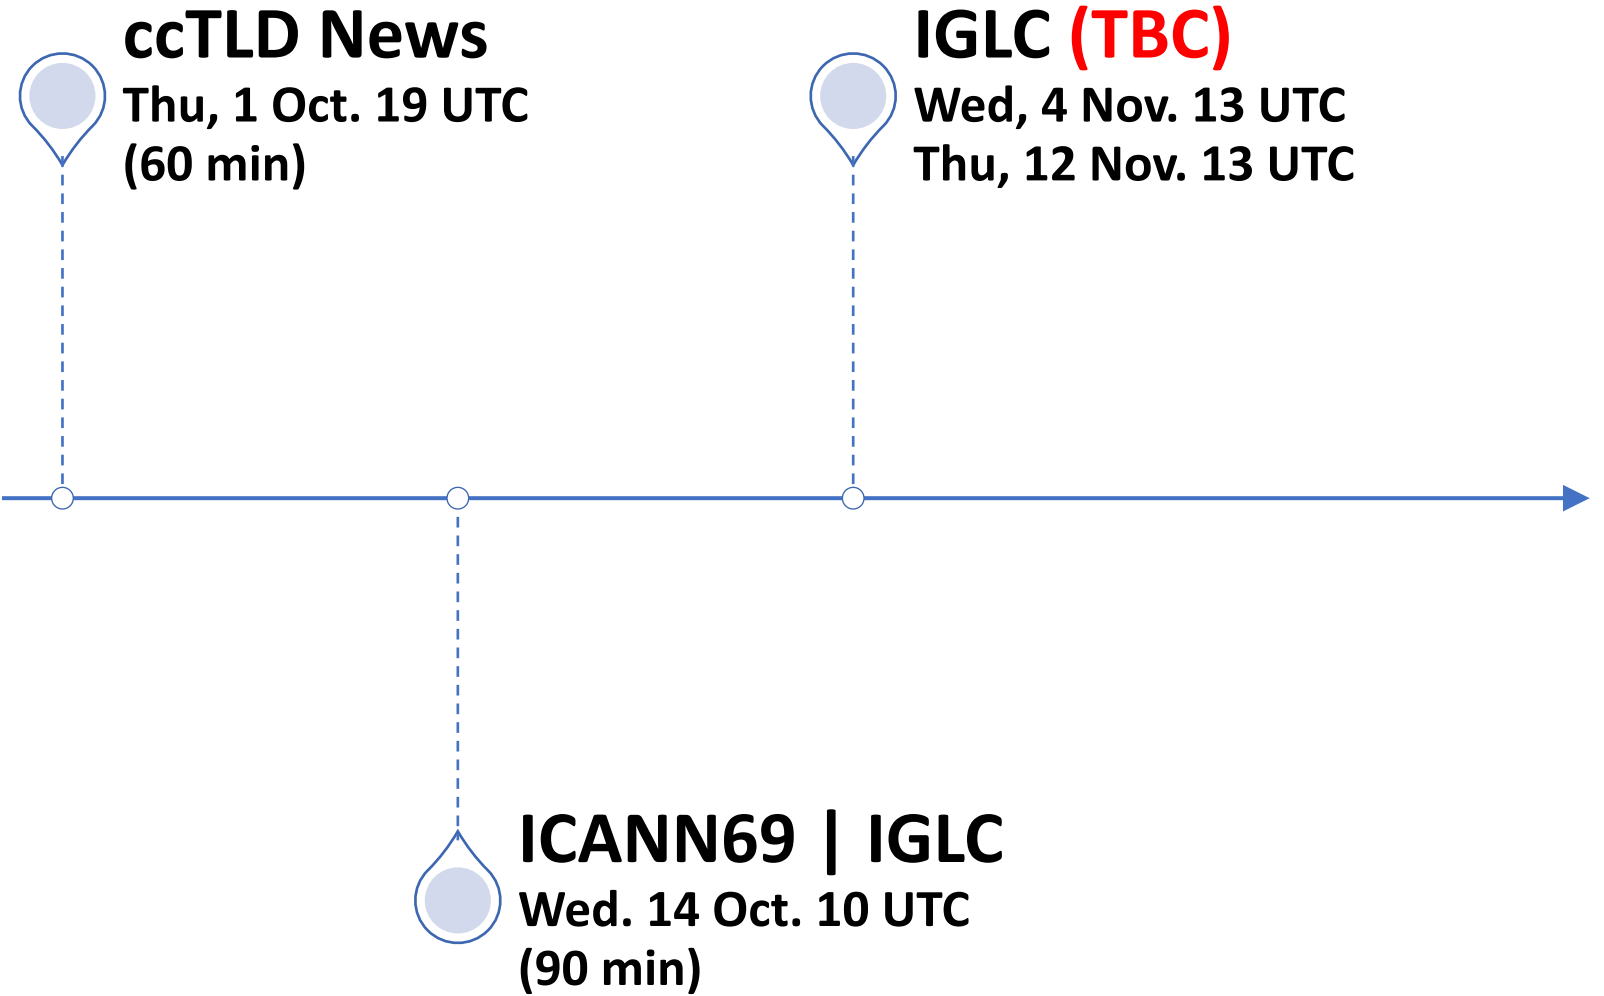 ccTLD News
Thu, 1 Oct. 19 UTC
(60 min)
IGLC (TBC)
Wed, 4 Nov. 13 UTC
Thu, 12 Nov. 13 UTC
ICANN69 | IGLC
Wed. 14 Oct. 10 UTC
(90 min)